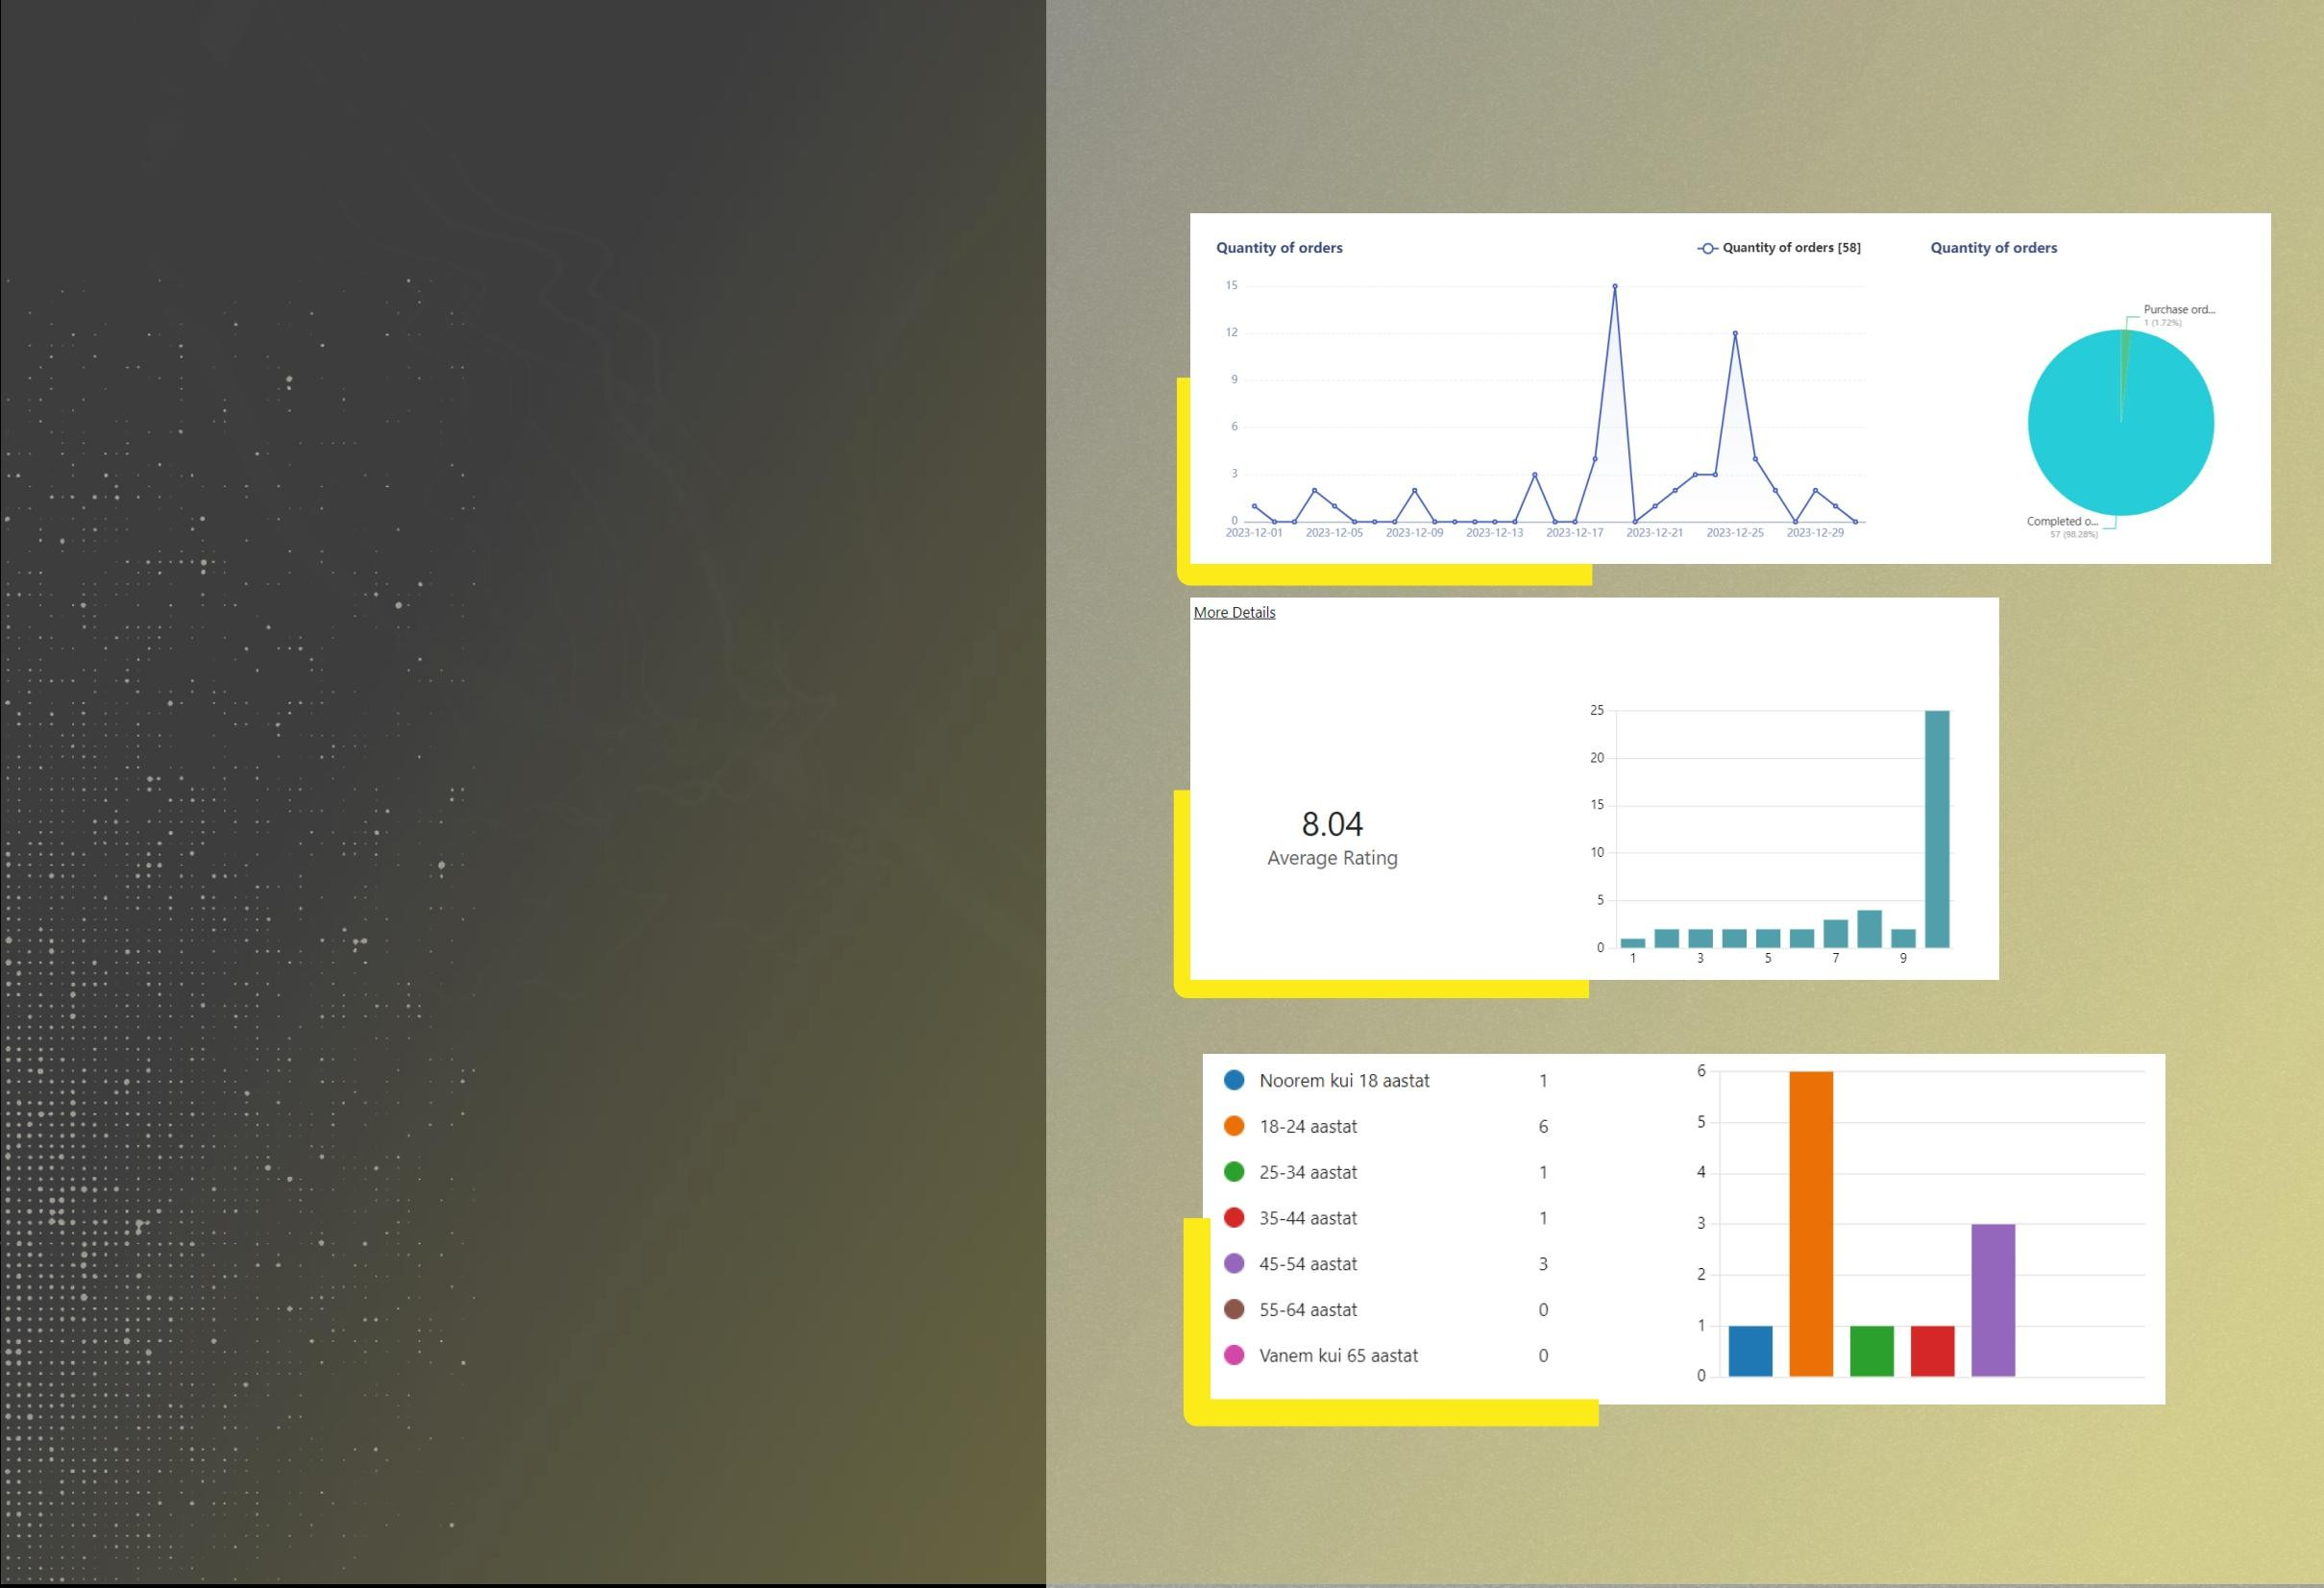 Quantity of orders
Quantity of orders [58]
Quantity of orders
15
12
9
6
3
0
2023-12-01 2023-12-05 2023-12-09 2023-12-13 2023-12-17 2023-12-21 2023-12-25 2023-12-29
Purchase ord...
1 (1.72%)
Completed o...
57 (98.28%)
More Details
8.04
Average Rating
25
20
15
10
5
0
1 3 5 7 9
Noorem kui 18 aastat 1
18-24 aastat 6
25-34 aastat 1
35-44 aastat 1
45-54 aastat 3
55-64 aastat 0
Vanem kui 65 aastat 0
6
5
4
3
2
1
0